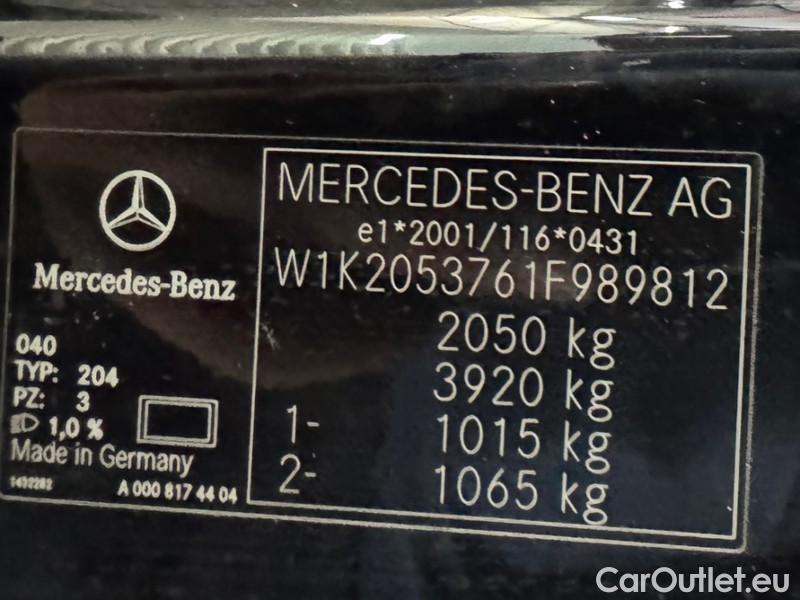 Mercedes-Benz
040
TYP: 204
PZ: 3
1,0 %
Made in Germany
1432282
A 000 817 44 04
MERCEDES-BENZ AG
e1*2001/116*0431
W1K2053761F989812
2050 kg
3920 kg
1- 1015 kg
2- 1065 kg
CarOutlet.eu